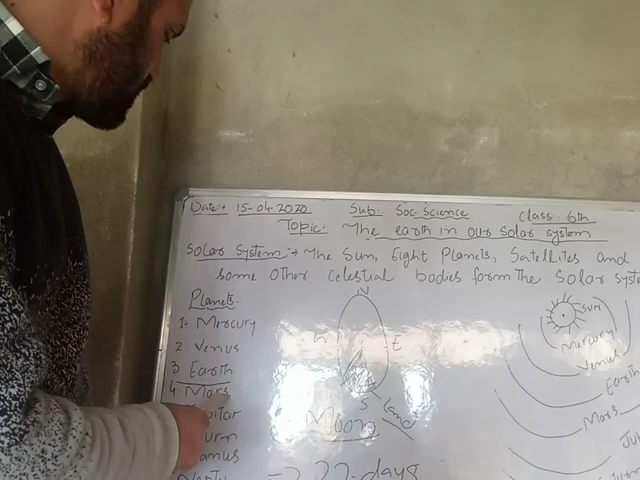 Date:- 15-04-2020 Sub:- Soc-Science Class:- 6th
Topic:- The earth in our solar system
Solar System:- The Sun, Eight Planets, Satellites and
some other celestial bodies form the Solar syste
Planets:-
1:- Mercury
2 Venus
3 Earth
4 Mars
N
E
S
Land
Moon
27-days
Sun
Mercury
Venus
Earth
Mars